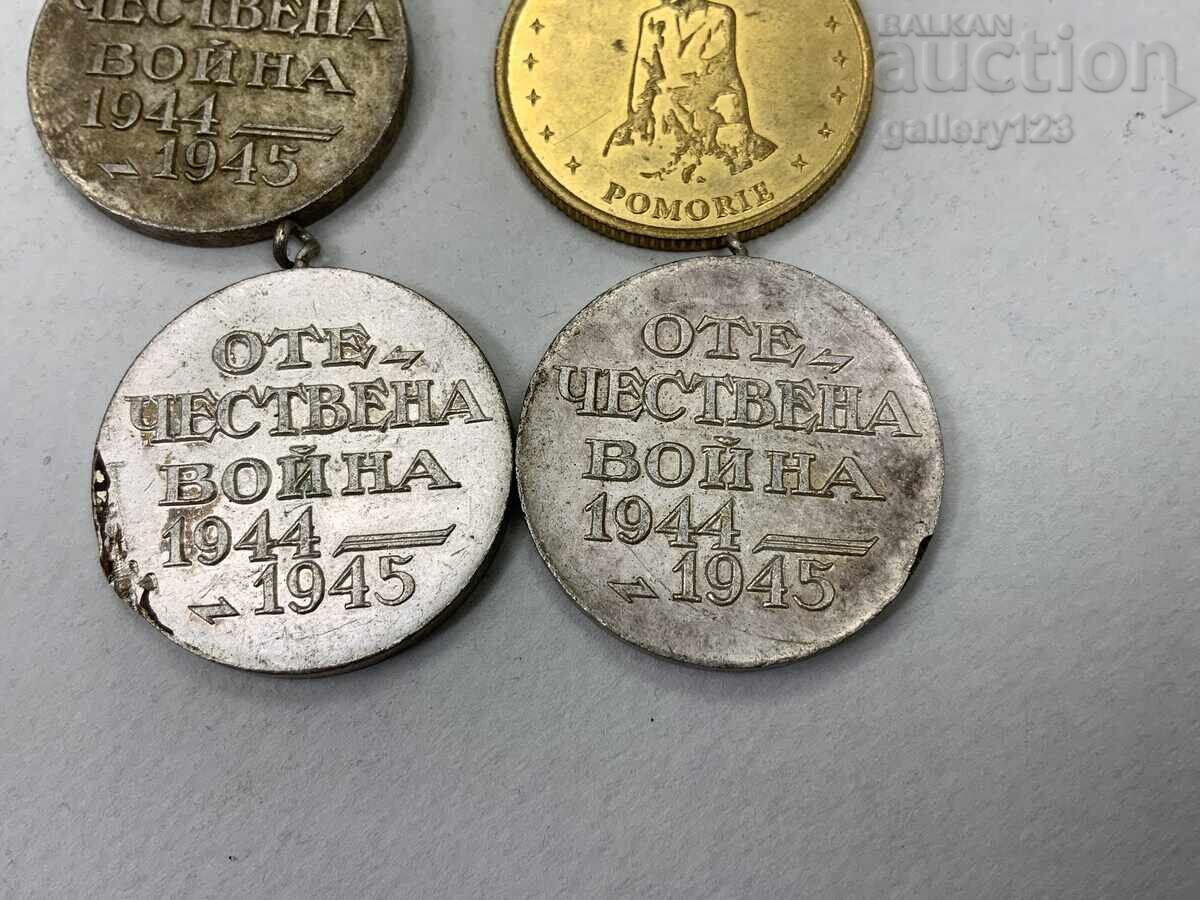 ЧЕСТВЕНА
ВОЙНА
1944
1945
POMORIE
BALKAN
auction
gallery123
ОТЕ
ЧЕСТВЕНА
ВОЙНА
1944
1945
ОТЕ
ЧЕСТВЕНА
ВОЙНА
1944
1945